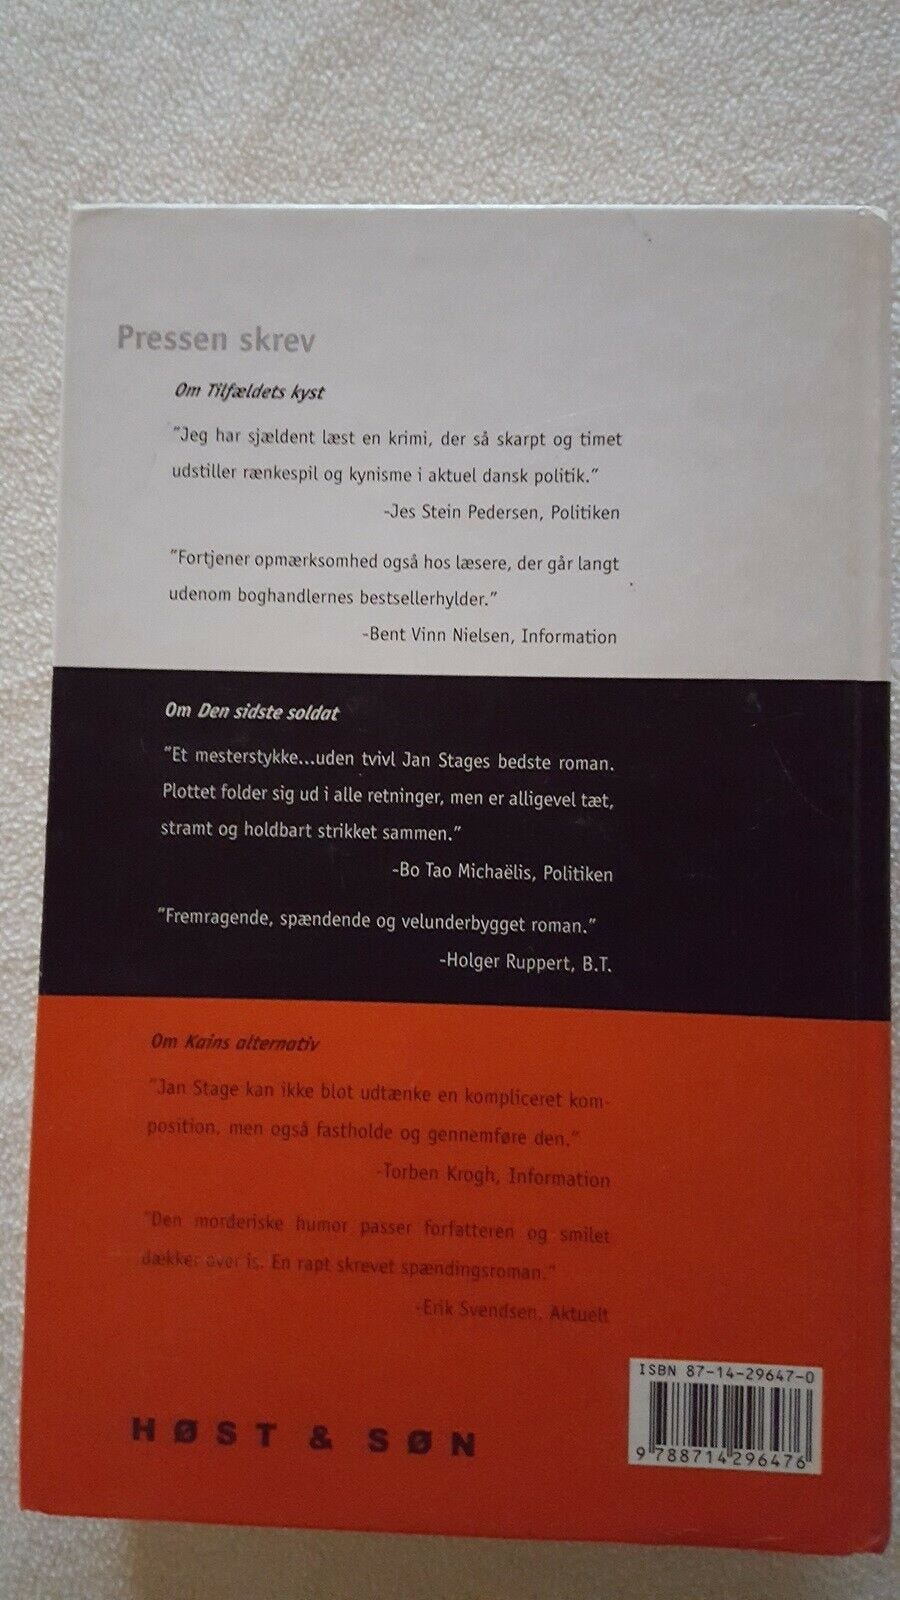 Pressen skrev
Om Tilfældets kyst
"Jeg har sjældent læst en krimi, der så skarpt og timet
udstiller rænkespil og kynisme i aktuel dansk politik."
-Jes Stein Pedersen, Politiken
"Fortjener opmærksomhed også hos læsere, der går langt
udenom boghandlernes bestsellerhylder."
-Bent Vinn Nielsen, Information
Om Den sidste soldat
"Et mesterstykke...uden tvivl Jan Stages bedste roman.
Plottet folder sig ud i alle retninger, men er alligevel tæt,
stramt og holdbart strikket sammen."
-Bo Tao Michaëlis, Politiken
"Fremragende, spændende og velunderbygget roman."
-Holger Ruppert, B.T.
Om Kains alternativ
"Jan Stage kan ikke blot udtænke en kompliceret kom-
position, men også fastholde og gennemføre den."
-Torben Krogh, Information
"Den morderiske humor passer forfatteren og smilet
dækker over is. En rapt skrevet spændingsroman."
-Erik Svendsen, Aktuelt
ISBN 87-14-29647-0
9 788714 296476
HØST & SØN